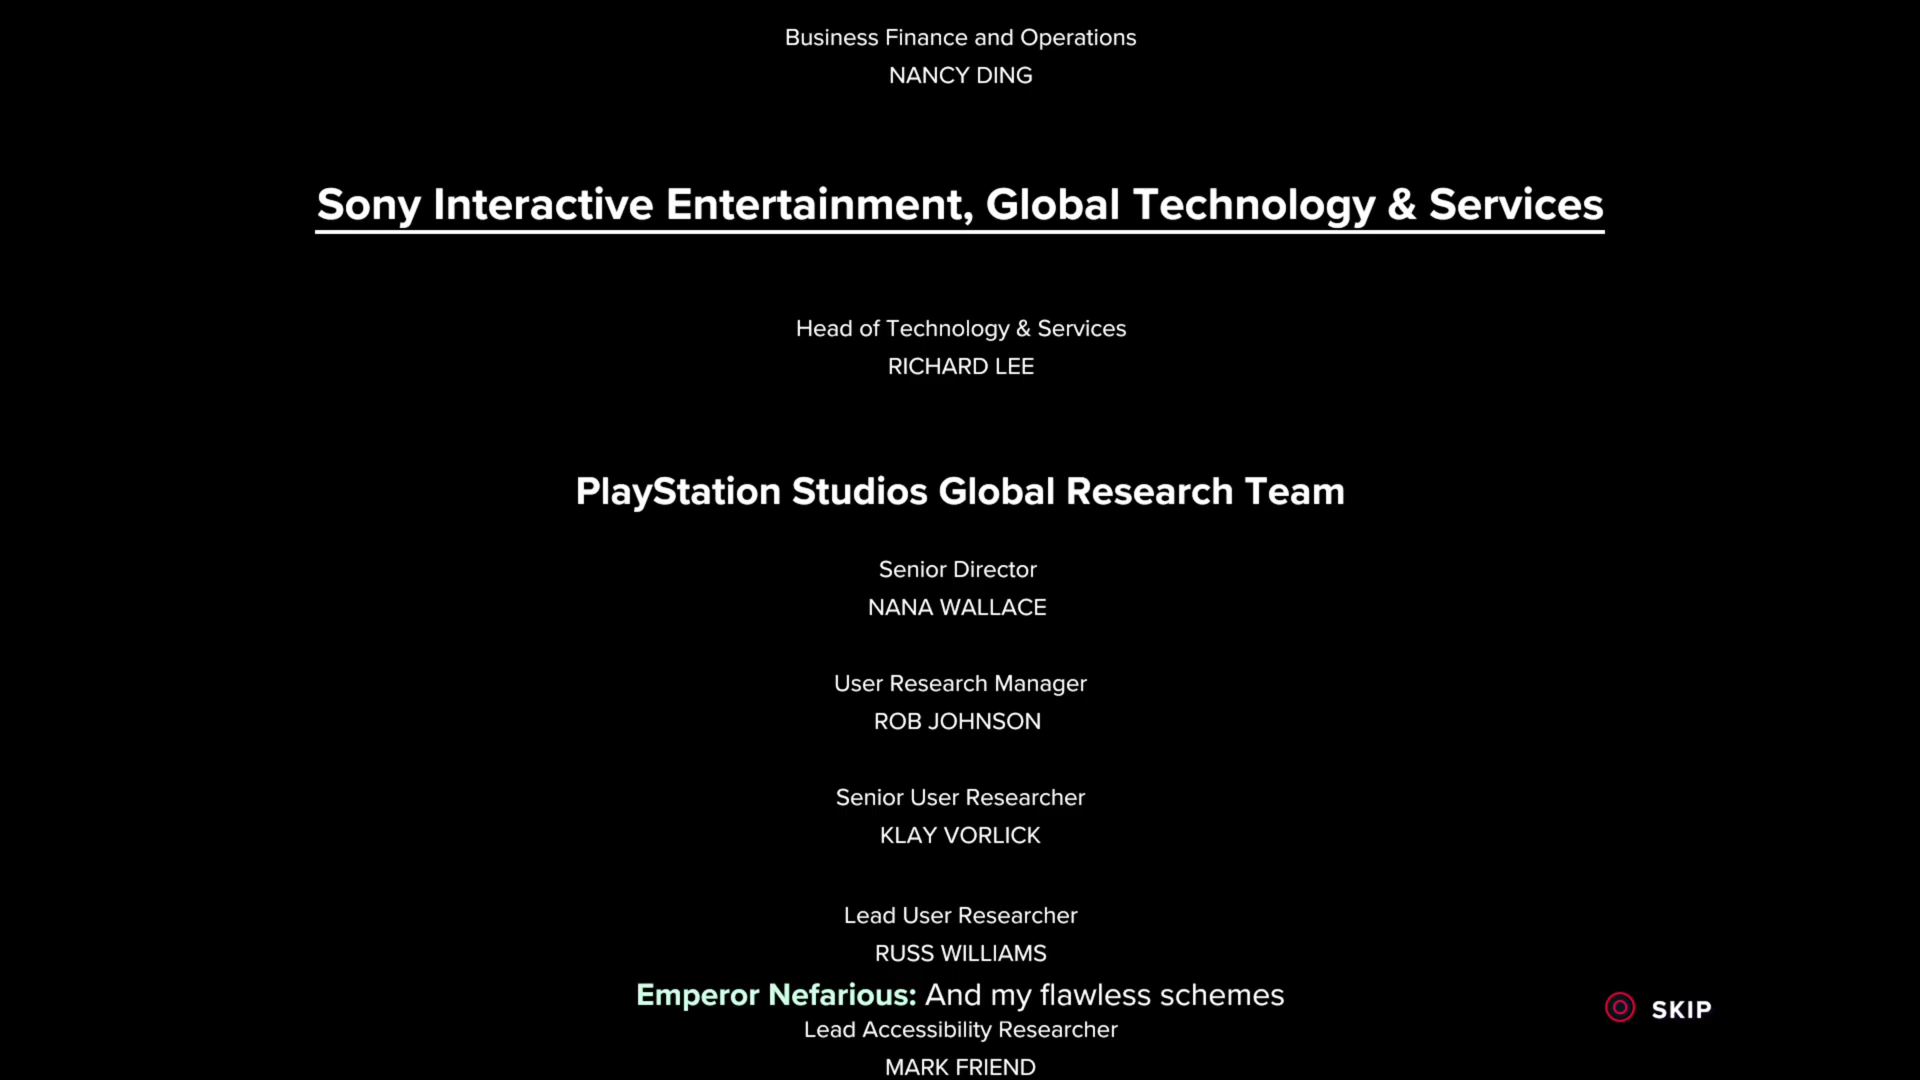 Business Finance and Operations
NANCY DING
Sony Interactive Entertainment, Global Technology & Services
Head of Technology & Services
RICHARD LEE
PlayStation Studios Global Research Team
Senior Director
NANA WALLACE
User Research Manager
ROB JOHNSON
Senior User Researcher
KLAY VORLICK
Lead User Researcher
RUSS WILLIAMS
Emperor Nefarious: And my flawless schemes
SKIP
Lead Accessibility Researcher
MARK FRIEND